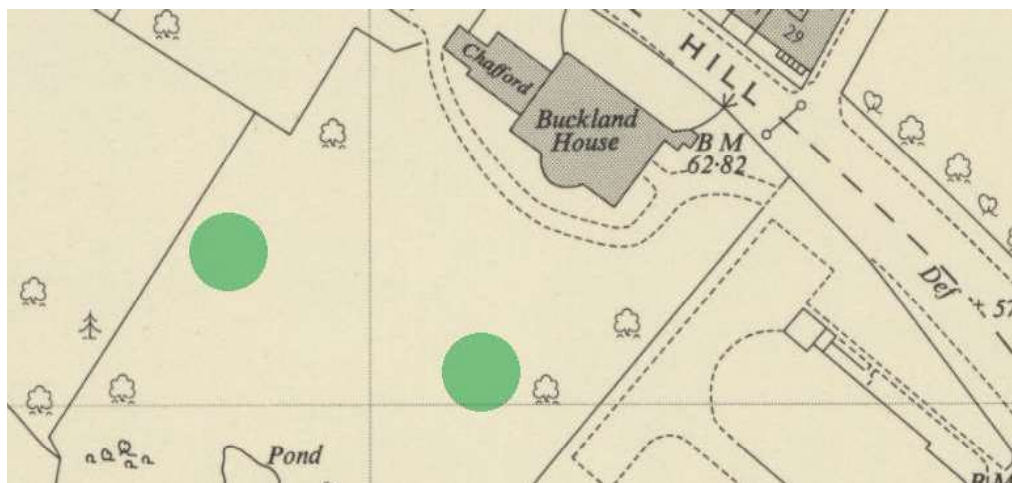 29
HILL
Chafford
Buckland
House
B M
62·82
Def
57
Pond
B M